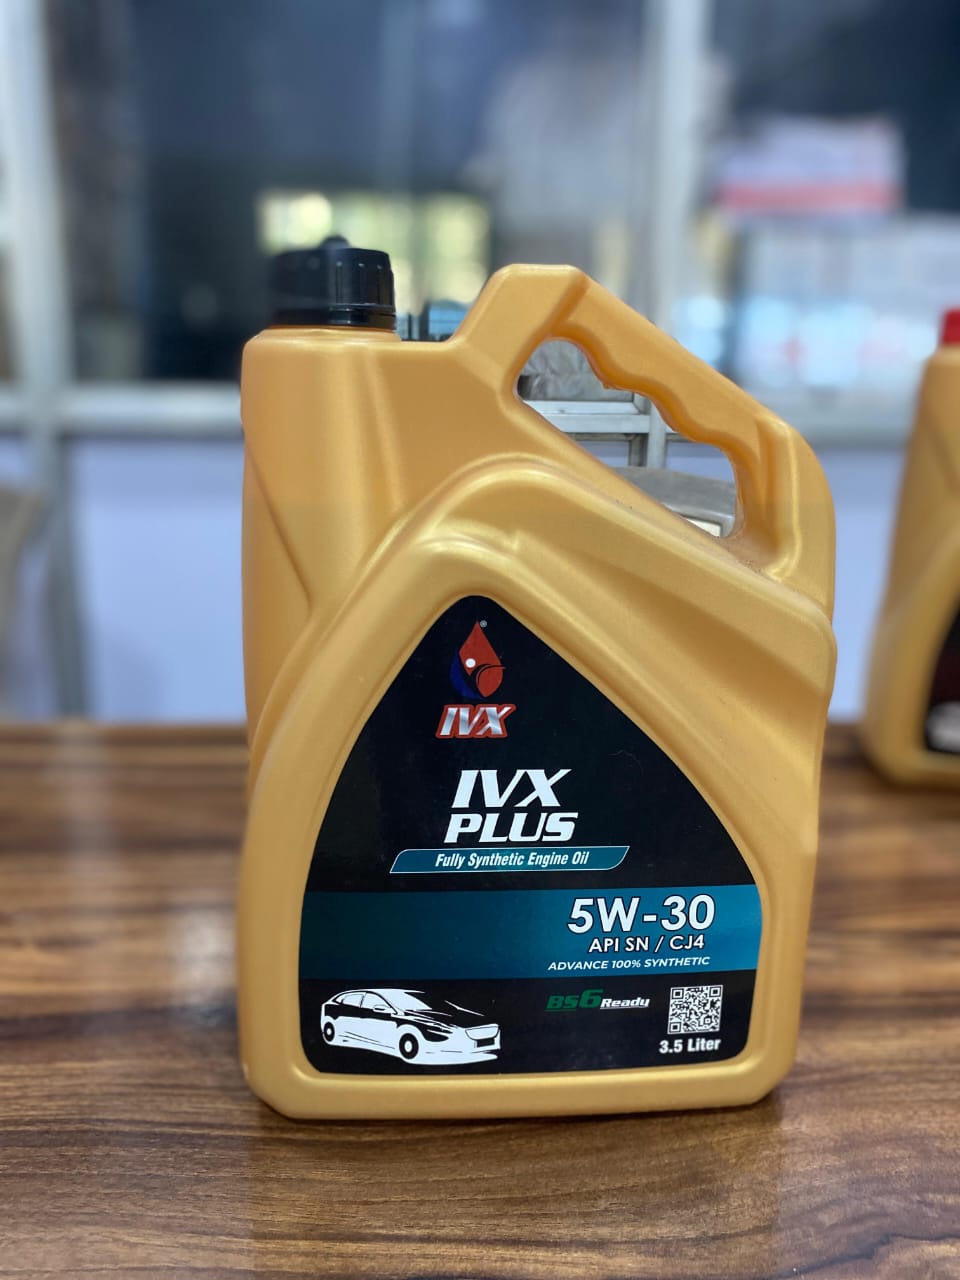 ®
IVX
IVX
PLUS
Fully Synthetic Engine Oil
5W-30
API SN / CJ4
ADVANCE 100% SYNTHETIC
BS6 Ready
3.5 Liter